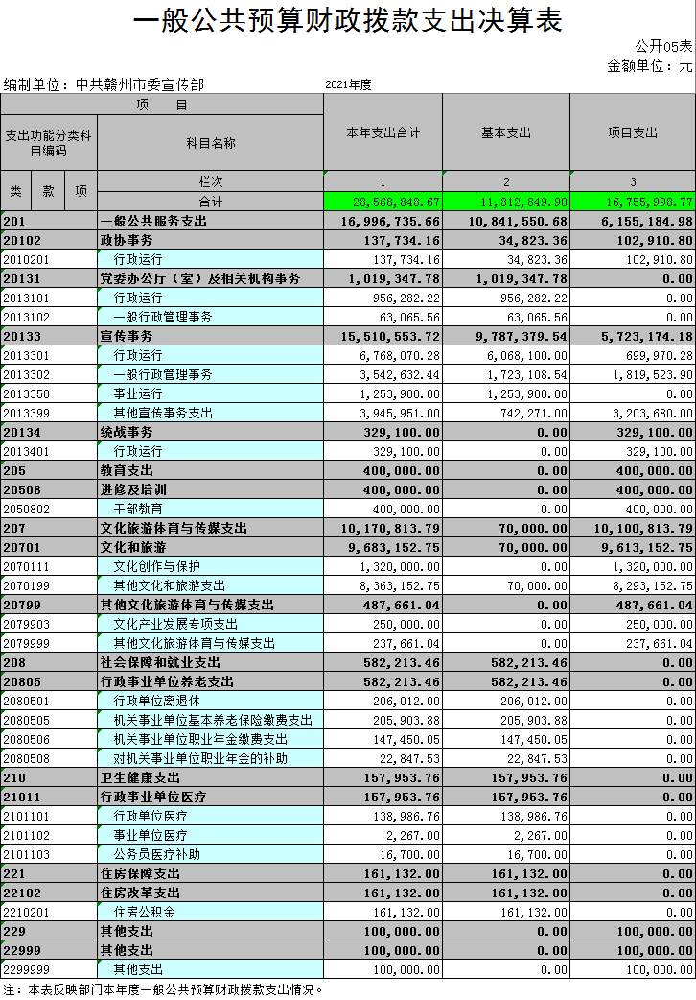 一般公共预算财政拨款支出决算表
公开05表
金额单位：元
编制单位：中共赣州市委宣传部 2021年度
项 目 本年支出合计 基本支出 项目支出
支出功能分类科目编码 科目名称
类 款 项 栏次 1 2 3
合计 28,568,848.67 11,812,849.90 16,755,998.77
201 一般公共服务支出 16,996,735.66 10,841,550.68 6,155,184.98
20102 政协事务 137,734.16 34,823.36 102,910.80
2010201 行政运行 137,734.16 34,823.36 102,910.80
20131 党委办公厅（室）及相关机构事务 1,019,347.78 1,019,347.78 0.00
2013101 行政运行 956,282.22 956,282.22 0.00
2013102 一般行政管理事务 63,065.56 63,065.56 0.00
20133 宣传事务 15,510,553.72 9,787,379.54 5,723,174.18
2013301 行政运行 6,768,070.28 6,068,100.00 699,970.28
2013302 一般行政管理事务 3,542,632.44 1,723,108.54 1,819,523.90
2013350 事业运行 1,253,900.00 1,253,900.00 0.00
2013399 其他宣传事务支出 3,945,951.00 742,271.00 3,203,680.00
20134 统战事务 329,100.00 0.00 329,100.00
2013401 行政运行 329,100.00 0.00 329,100.00
205 教育支出 400,000.00 0.00 400,000.00
20508 进修及培训 400,000.00 0.00 400,000.00
2050802 干部教育 400,000.00 0.00 400,000.00
207 文化旅游体育与传媒支出 10,170,813.79 70,000.00 10,100,813.79
20701 文化和旅游 9,683,152.75 70,000.00 9,613,152.75
2070111 文化创作与保护 1,320,000.00 0.00 1,320,000.00
2070199 其他文化和旅游支出 8,363,152.75 70,000.00 8,293,152.75
20799 其他文化旅游体育与传媒支出 487,661.04 0.00 487,661.04
2079903 文化产业发展专项支出 250,000.00 0.00 250,000.00
2079999 其他文化旅游体育与传媒支出 237,661.04 0.00 237,661.04
208 社会保障和就业支出 582,213.46 582,213.46 0.00
20805 行政事业单位养老支出 582,213.46 582,213.46 0.00
2080501 行政单位离退休 206,012.00 206,012.00 0.00
2080505 机关事业单位基本养老保险缴费支出 205,903.88 205,903.88 0.00
2080506 机关事业单位职业年金缴费支出 147,450.05 147,450.05 0.00
2080508 对机关事业单位职业年金的补助 22,847.53 22,847.53 0.00
210 卫生健康支出 157,953.76 157,953.76 0.00
21011 行政事业单位医疗 157,953.76 157,953.76 0.00
2101101 行政单位医疗 138,986.76 138,986.76 0.00
2101102 事业单位医疗 2,267.00 2,267.00 0.00
2101103 公务员医疗补助 16,700.00 16,700.00 0.00
221 住房保障支出 161,132.00 161,132.00 0.00
22102 住房改革支出 161,132.00 161,132.00 0.00
2210201 住房公积金 161,132.00 161,132.00 0.00
229 其他支出 100,000.00 0.00 100,000.00
22999 其他支出 100,000.00 0.00 100,000.00
2299999 其他支出 100,000.00 0.00 100,000.00
注：本表反映部门本年度一般公共预算财政拨款支出情况。